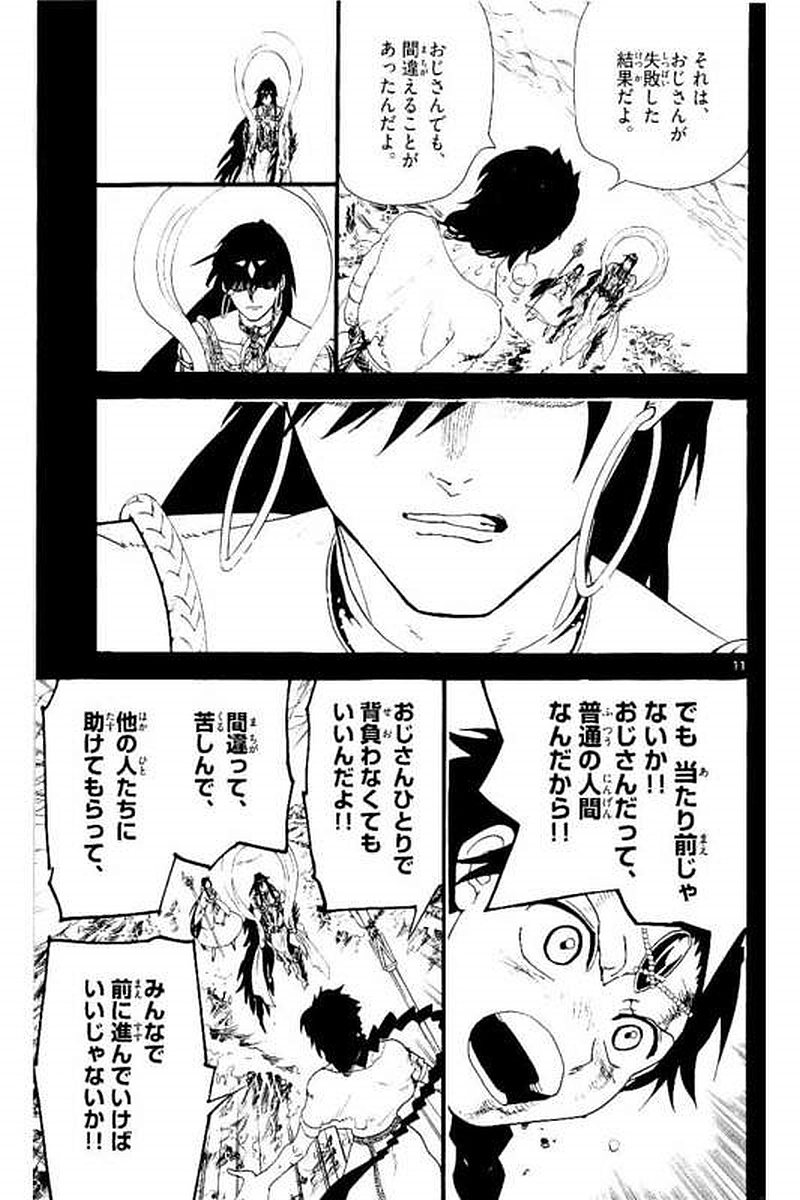 それは、
おじさんが
失敗した
結果だよ。
おじさんでも、
間違えることが
あったんだよ。
11
でも 当たり前じゃ
ないか!!
おじさんだって、
普通の人間
なんだから!!
おじさんひとりで
背負わなくても
いいんだよ!!
間違って、
苦しんで、
他の人たちに
助けてもらって、
みんなで
前に進んでいけば
いいじゃないか!!